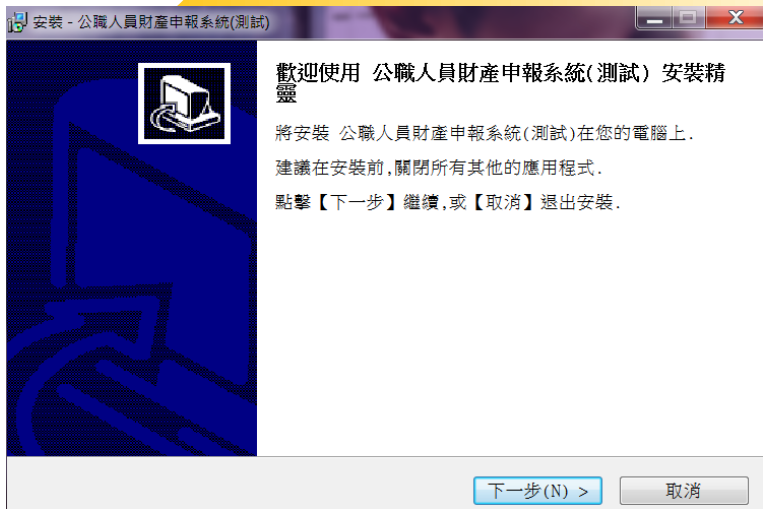 安裝 - 公職人員財產申報系統(測試)
歡迎使用 公職人員財產申報系統(測試) 安裝精
靈
將安裝 公職人員財產申報系統(測試)在您的電腦上.
建議在安裝前,關閉所有其他的應用程式.
點擊【下一步】繼續,或【取消】退出安裝.
下一步(N) >
取消